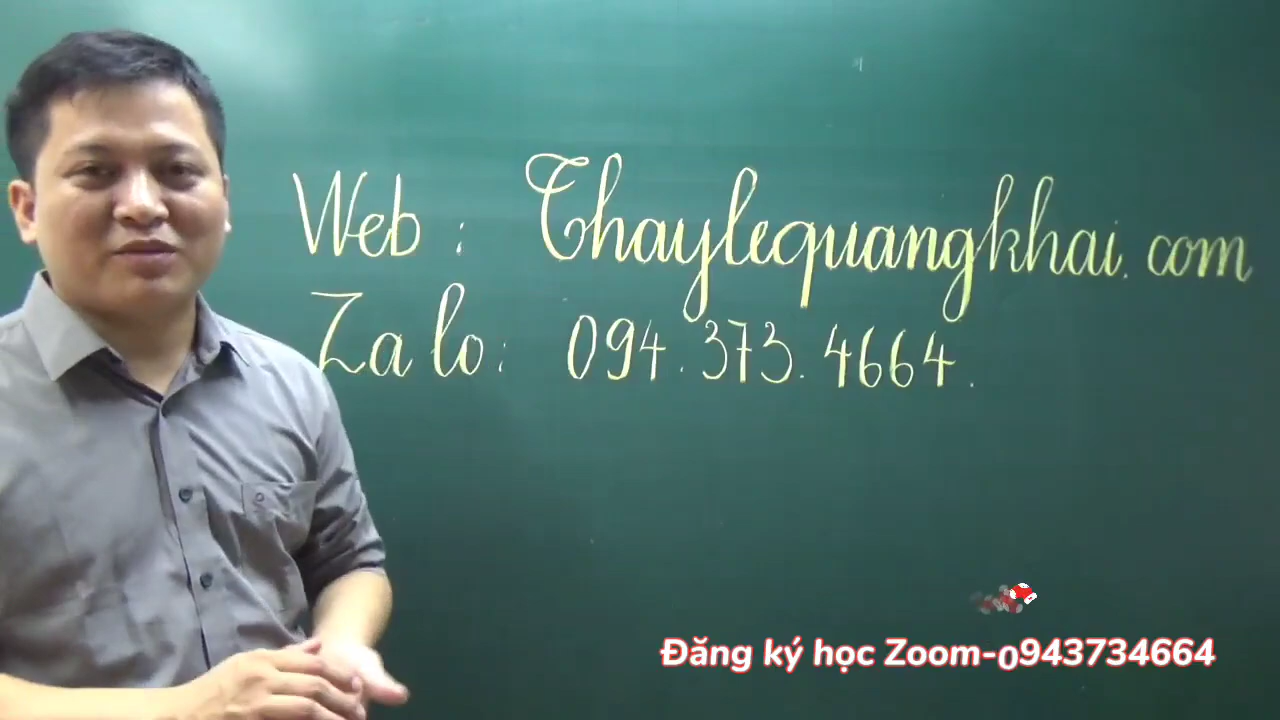 Web : Thaylequangkhai.com
Zalo: 094.373.4664.
Đăng ký học Zoom-0943734664